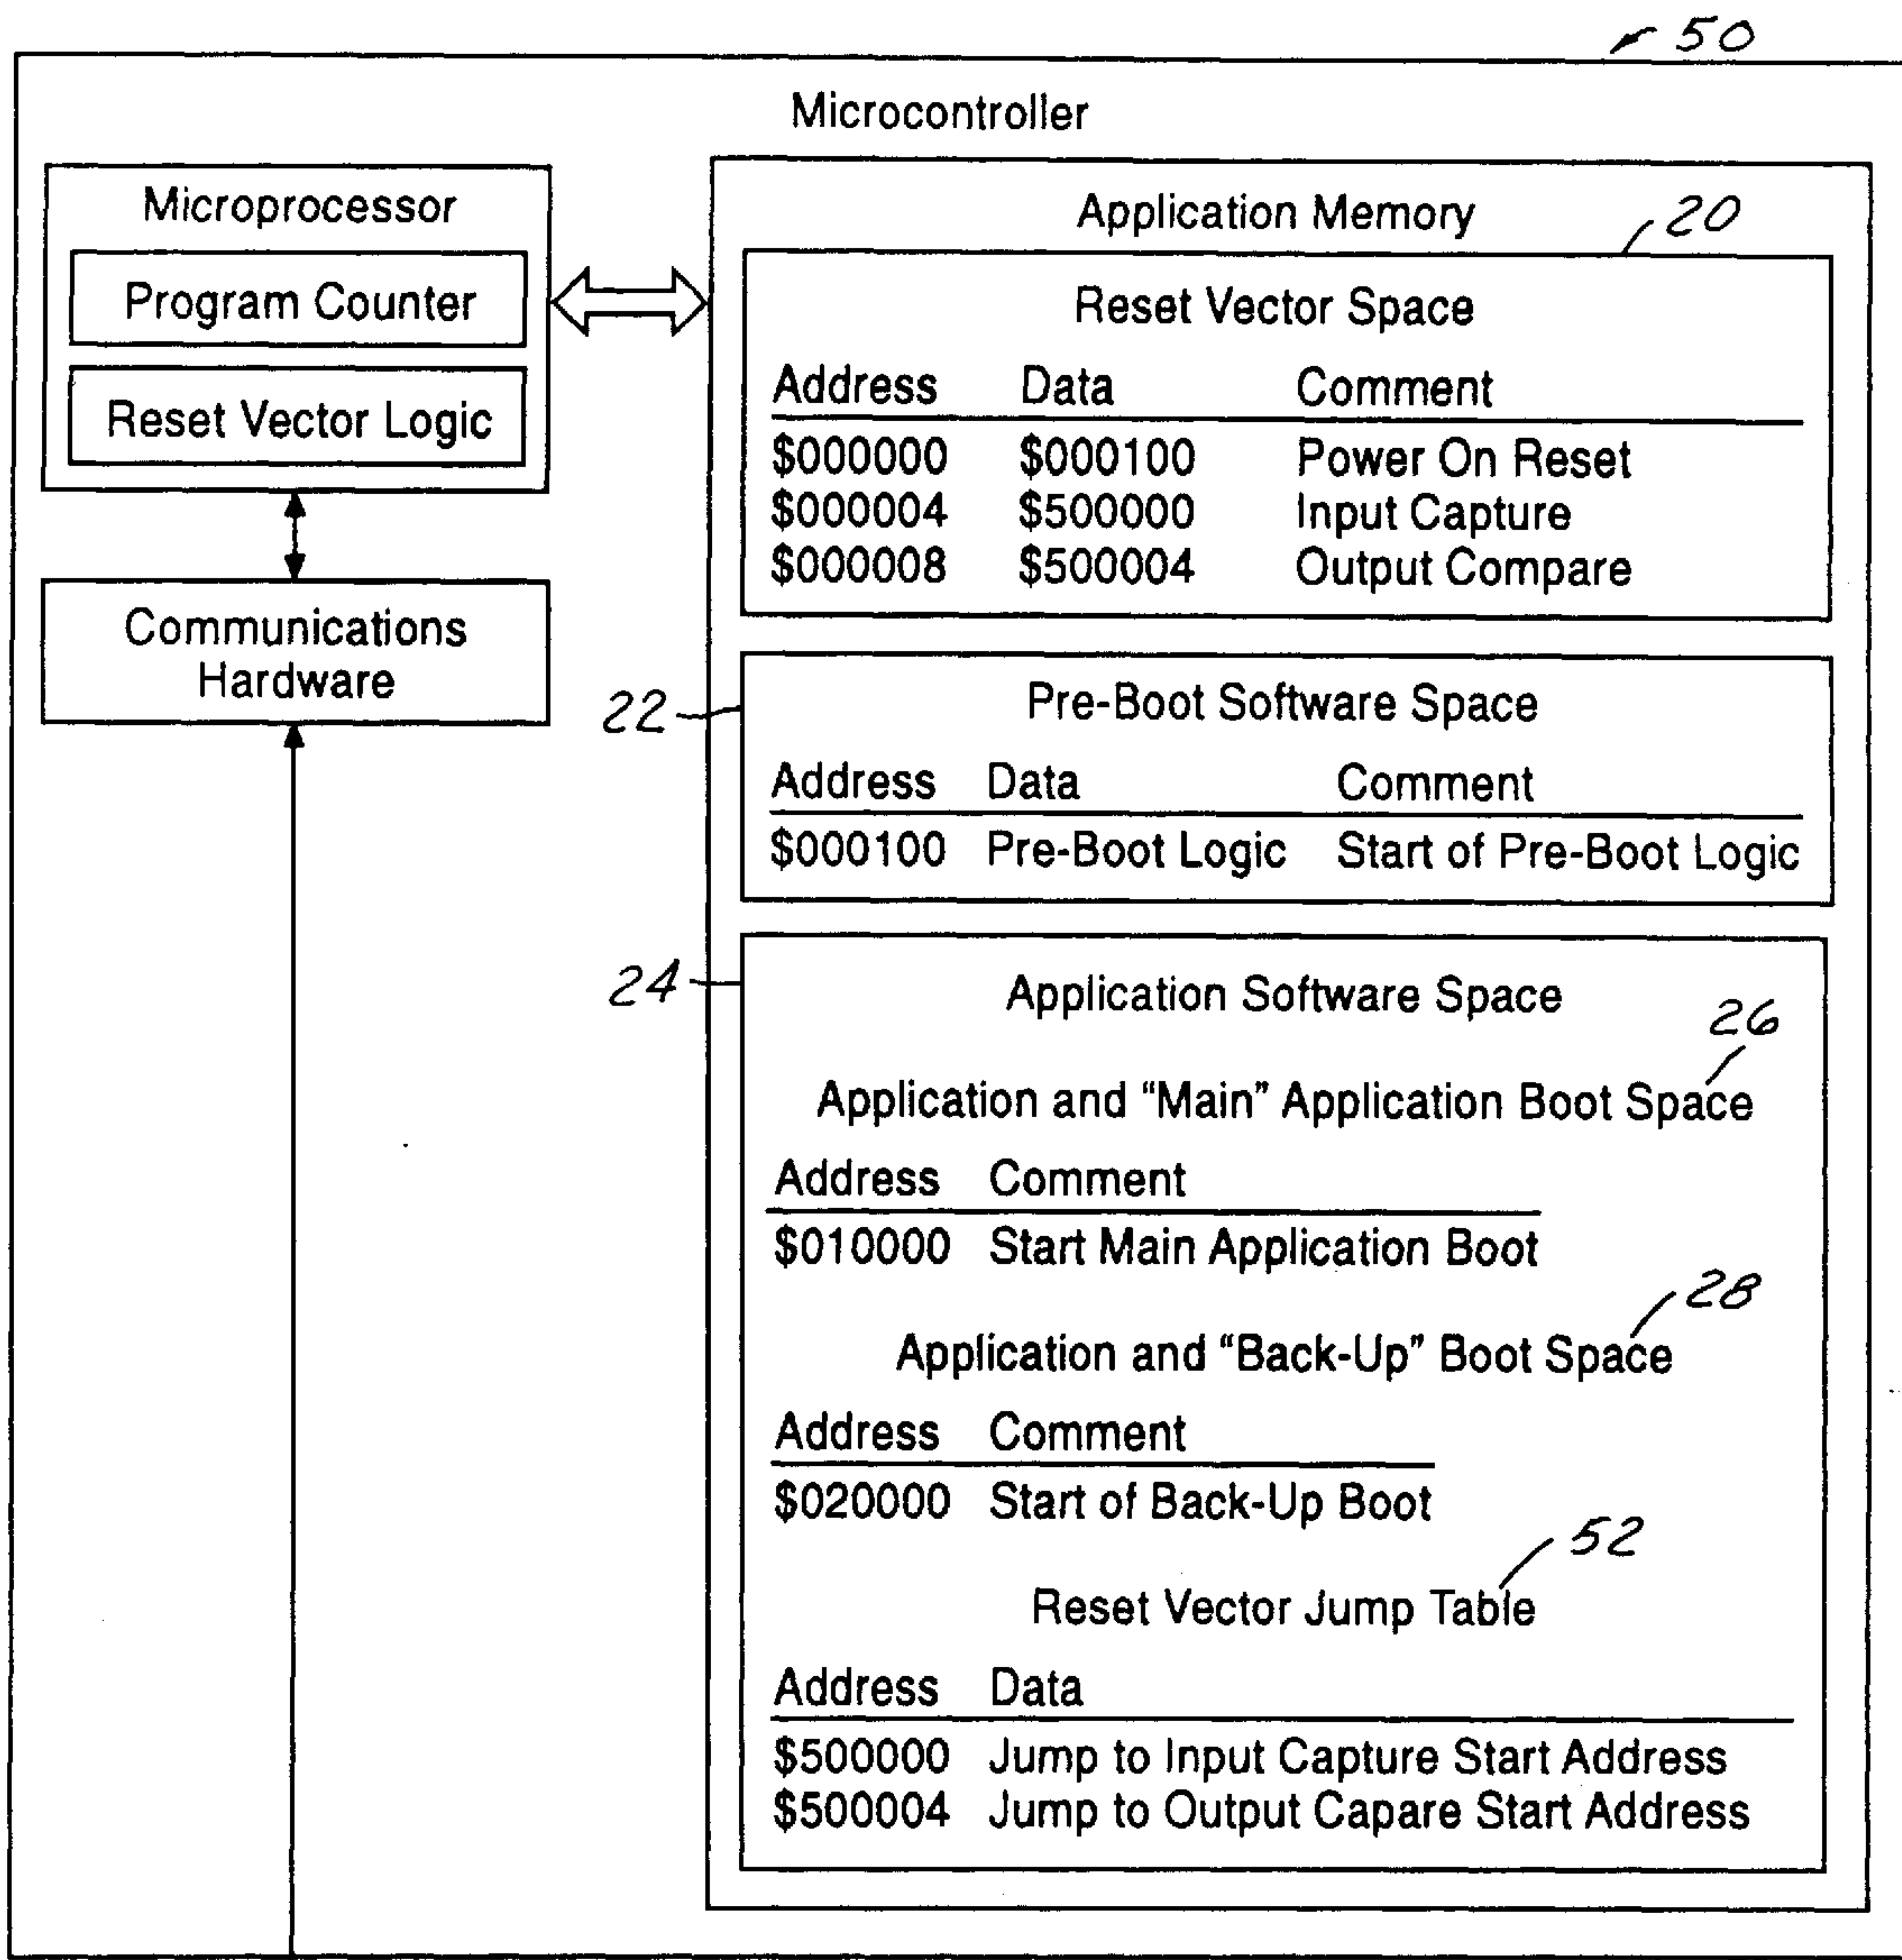 50
Microcontroller
Microprocessor
Program Counter
Reset Vector Logic
Communications
Hardware
Application Memory
20
Reset Vector Space
Address Data Comment
$000000 $000100 Power On Reset
$000004 $500000 Input Capture
$000008 $500004 Output Compare
22
Pre-Boot Software Space
Address Data Comment
$000100 Pre-Boot Logic Start of Pre-Boot Logic
24
Application Software Space
26
Application and “Main” Application Boot Space
Address Comment
$010000 Start Main Application Boot
28
Application and “Back-Up” Boot Space
Address Comment
$020000 Start of Back-Up Boot
52
Reset Vector Jump Table
Address Data
$500000 Jump to Input Capture Start Address
$500004 Jump to Output Capare Start Address